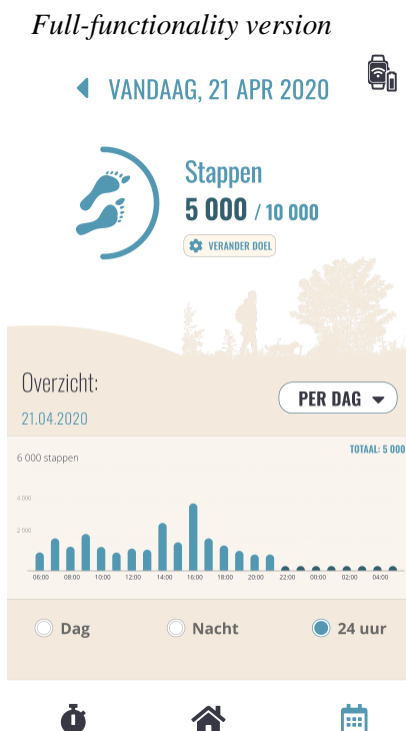 Full-functionality version
VANDAAG, 21 APR 2020
Stappen
5 000 / 10 000
VERANDER DOEL
Overzicht:
PER DAG
21.04.2020
TOTAAL: 5 000
6 000 stappen
4 000
2 000
06:00 08:00 10:00 12:00 14:00 16:00 18:00 20:00 22:00 00:00 02:00 04:00
Dag Nacht 24 uur